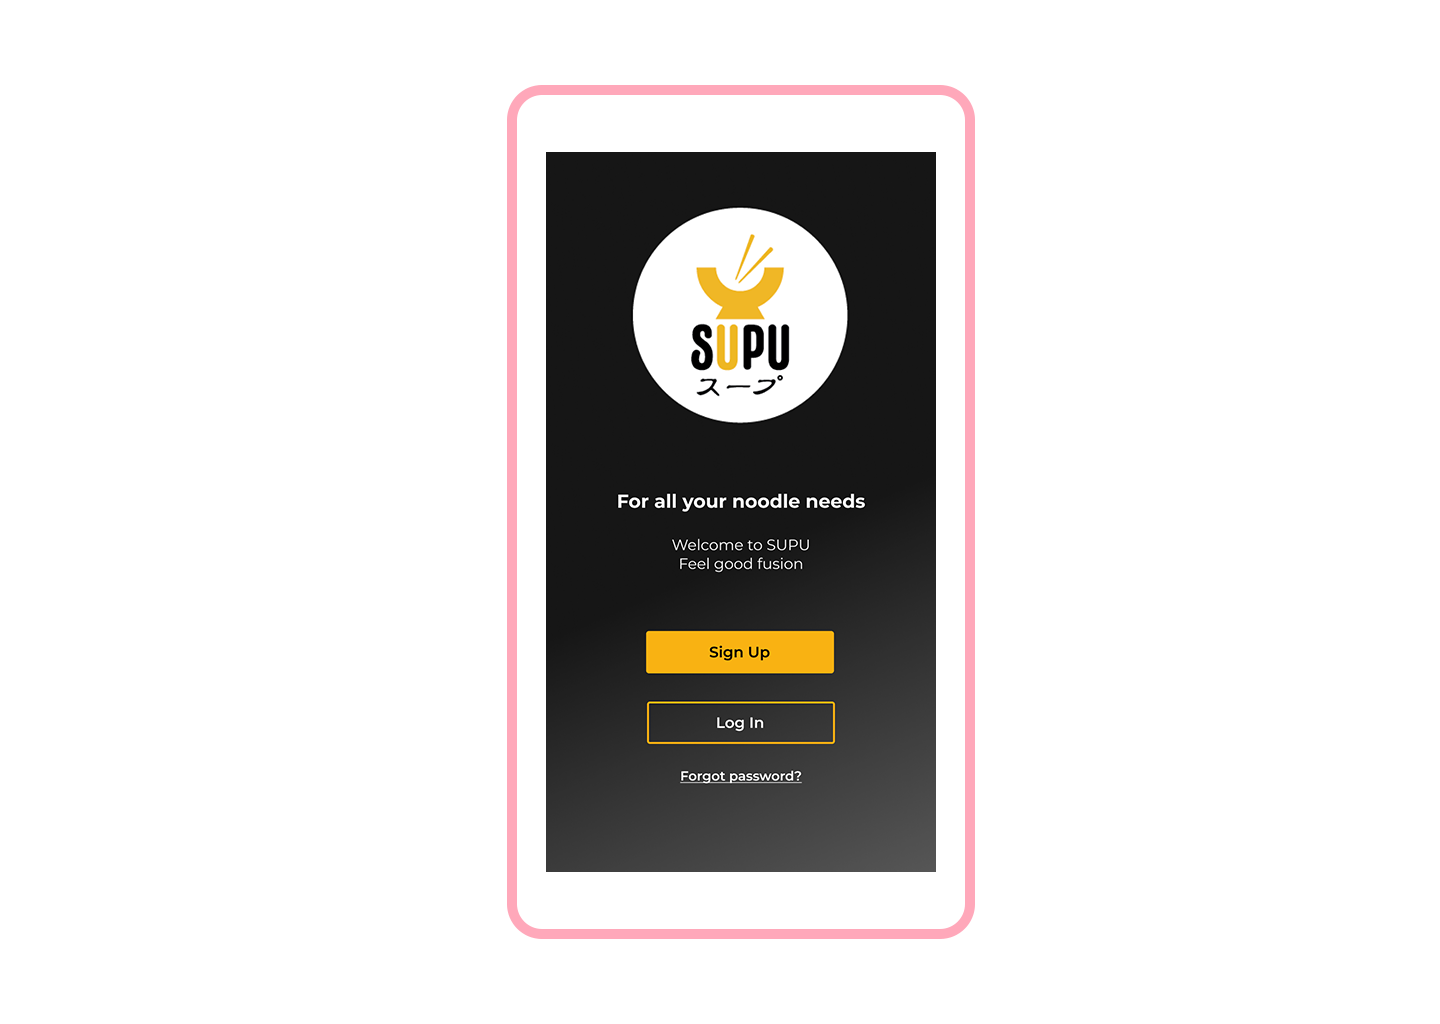 SUPU
スープ
For all your noodle needs
Welcome to SUPU
Feel good fusion
Sign Up
Log In
Forgot password?